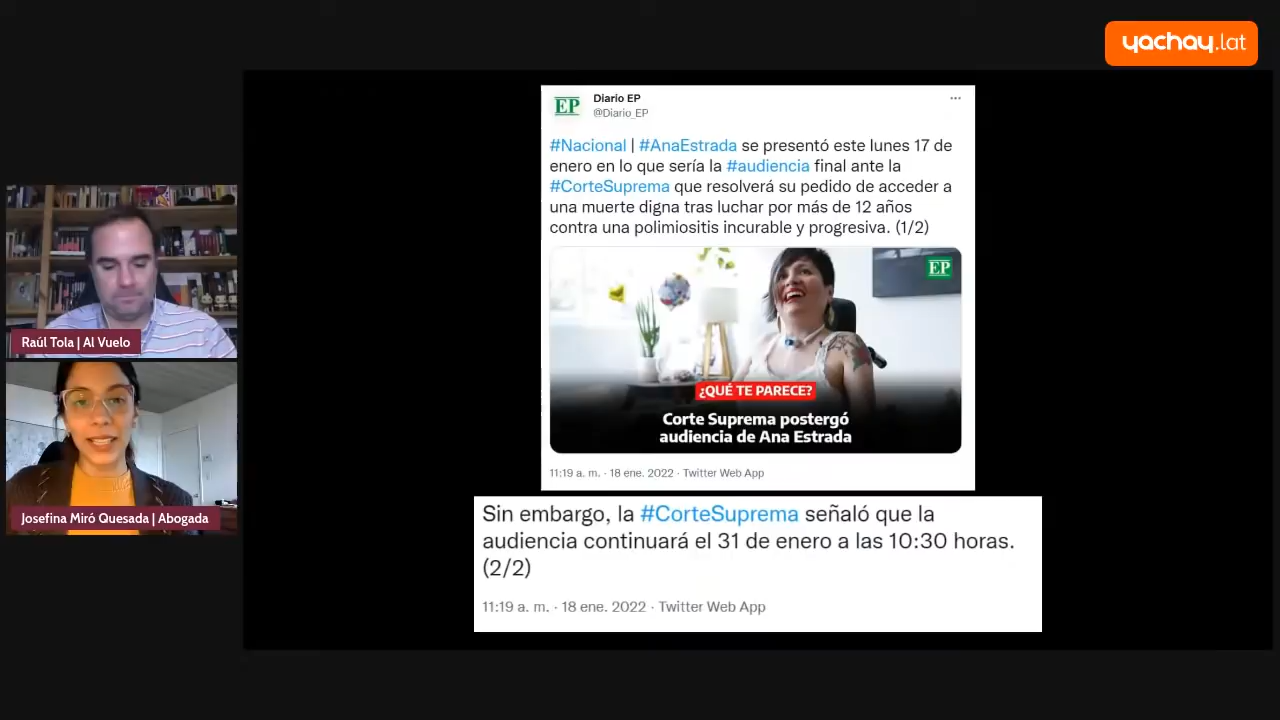 yachay.lat
EP
Diario EP
@Diario_EP
#Nacional | #AnaEstrada se presentó este lunes 17 de
enero en lo que sería la #audiencia final ante la
#CorteSuprema que resolverá su pedido de acceder a
una muerte digna tras luchar por más de 12 años
contra una polimiositis incurable y progresiva. (1/2)
EP
¿QUÉ TE PARECE?
Corte Suprema postergó
audiencia de Ana Estrada
11:19 a. m. · 18 ene. 2022 · Twitter Web App
Sin embargo, la #CorteSuprema señaló que la
audiencia continuará el 31 de enero a las 10:30 horas.
(2/2)
11:19 a. m. · 18 ene. 2022 · Twitter Web App
Raúl Tola | Al Vuelo
Josefina Miró Quesada | Abogada